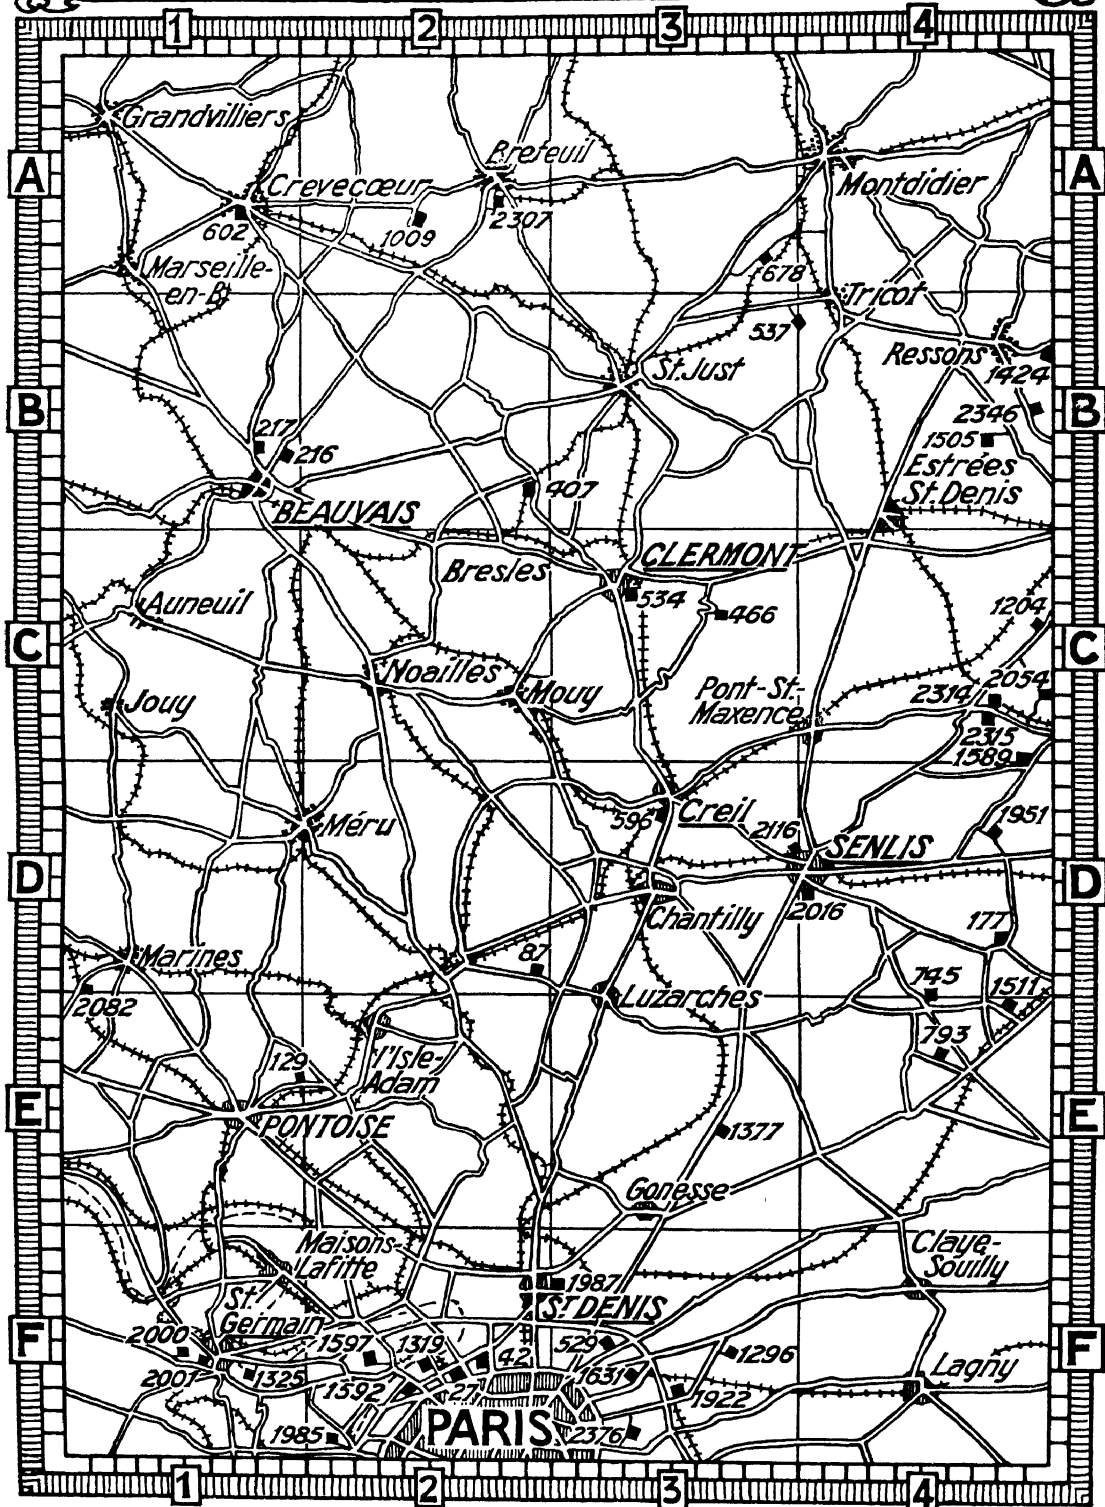 1 2 3 4
Grandvilliers
A
Breteuil
A
Crevecœur
Montdidier
602
1009
2307
Marseille-
en-B.
678
Tricot
537
Ressons
St. Just
1424
B
2346
B
217
1505
216
Estrées
St. Denis
407
BEAUVAIS
CLERMONT
Bresles
534
Auneuil
466
1204
C
C
Noailles
Mouy
Jouy
Pont-St.-
Maxence
2314
2054
2315
1589
Creil
596
Méru
2116
1951
SENLIS
D
D
Chantilly
2016
177
Marines
87
745
1511
2082
Luzarches
793
l'Isle-
Adam
129
E
E
PONTOISE
1377
Gonesse
Maisons-
Lafitte
Claye-
Souilly
1987
ST DENIS
St.
Germain
2000
1597
1319
42
529
1296
F
F
Lagny
2001
1325
1592
27
1631
1922
PARIS
1985
2376
1 2 3 4